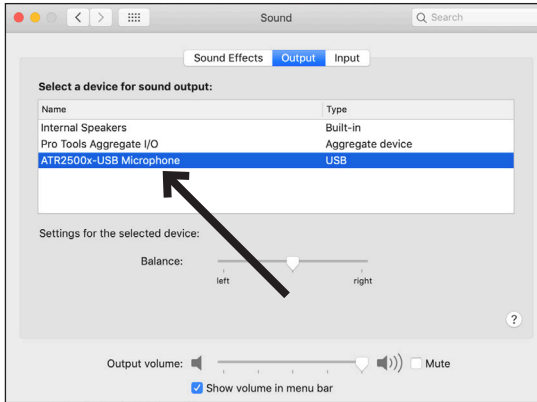 Sound
Search
Sound Effects Output Input
Select a device for sound output:
Name Type
Internal Speakers Built-in
Pro Tools Aggregate I/O Aggregate device
ATR2500x-USB Microphone USB
Settings for the selected device:
Balance:
left right
?
Output volume: Mute
Show volume in menu bar